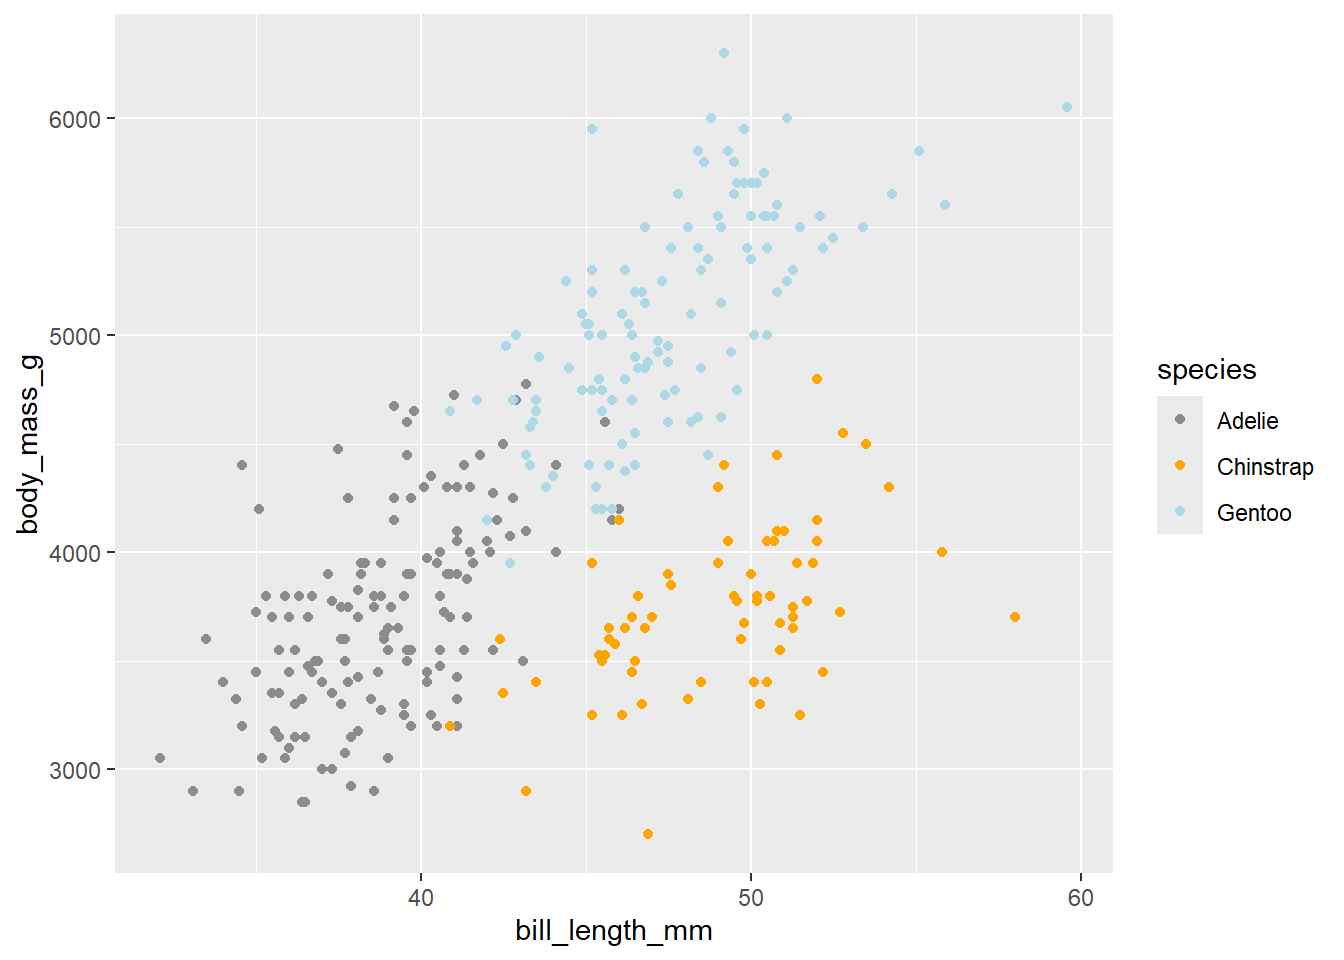 6000
5000
4000
3000
body_mass_g
40
50
60
bill_length_mm
species
Adelie
Chinstrap
Gentoo